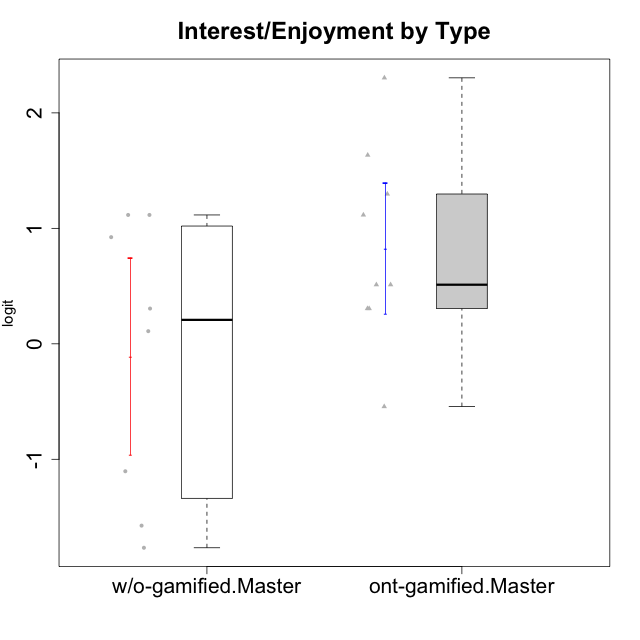 Interest/Enjoyment by Type
logit
2
1
0
-1
w/o-gamified.Master
ont-gamified.Master